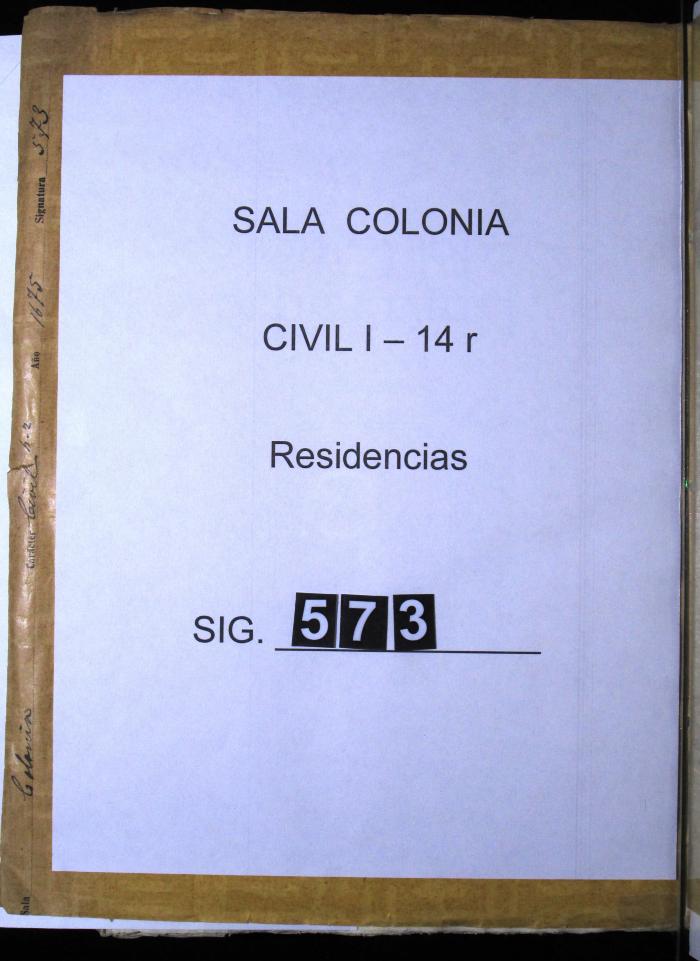 SALA COLONIA
CIVIL I – 14 r
Residencias
SIG. 573
Sala Colonia
Carácter Civil
Año 1675
Signatura 573